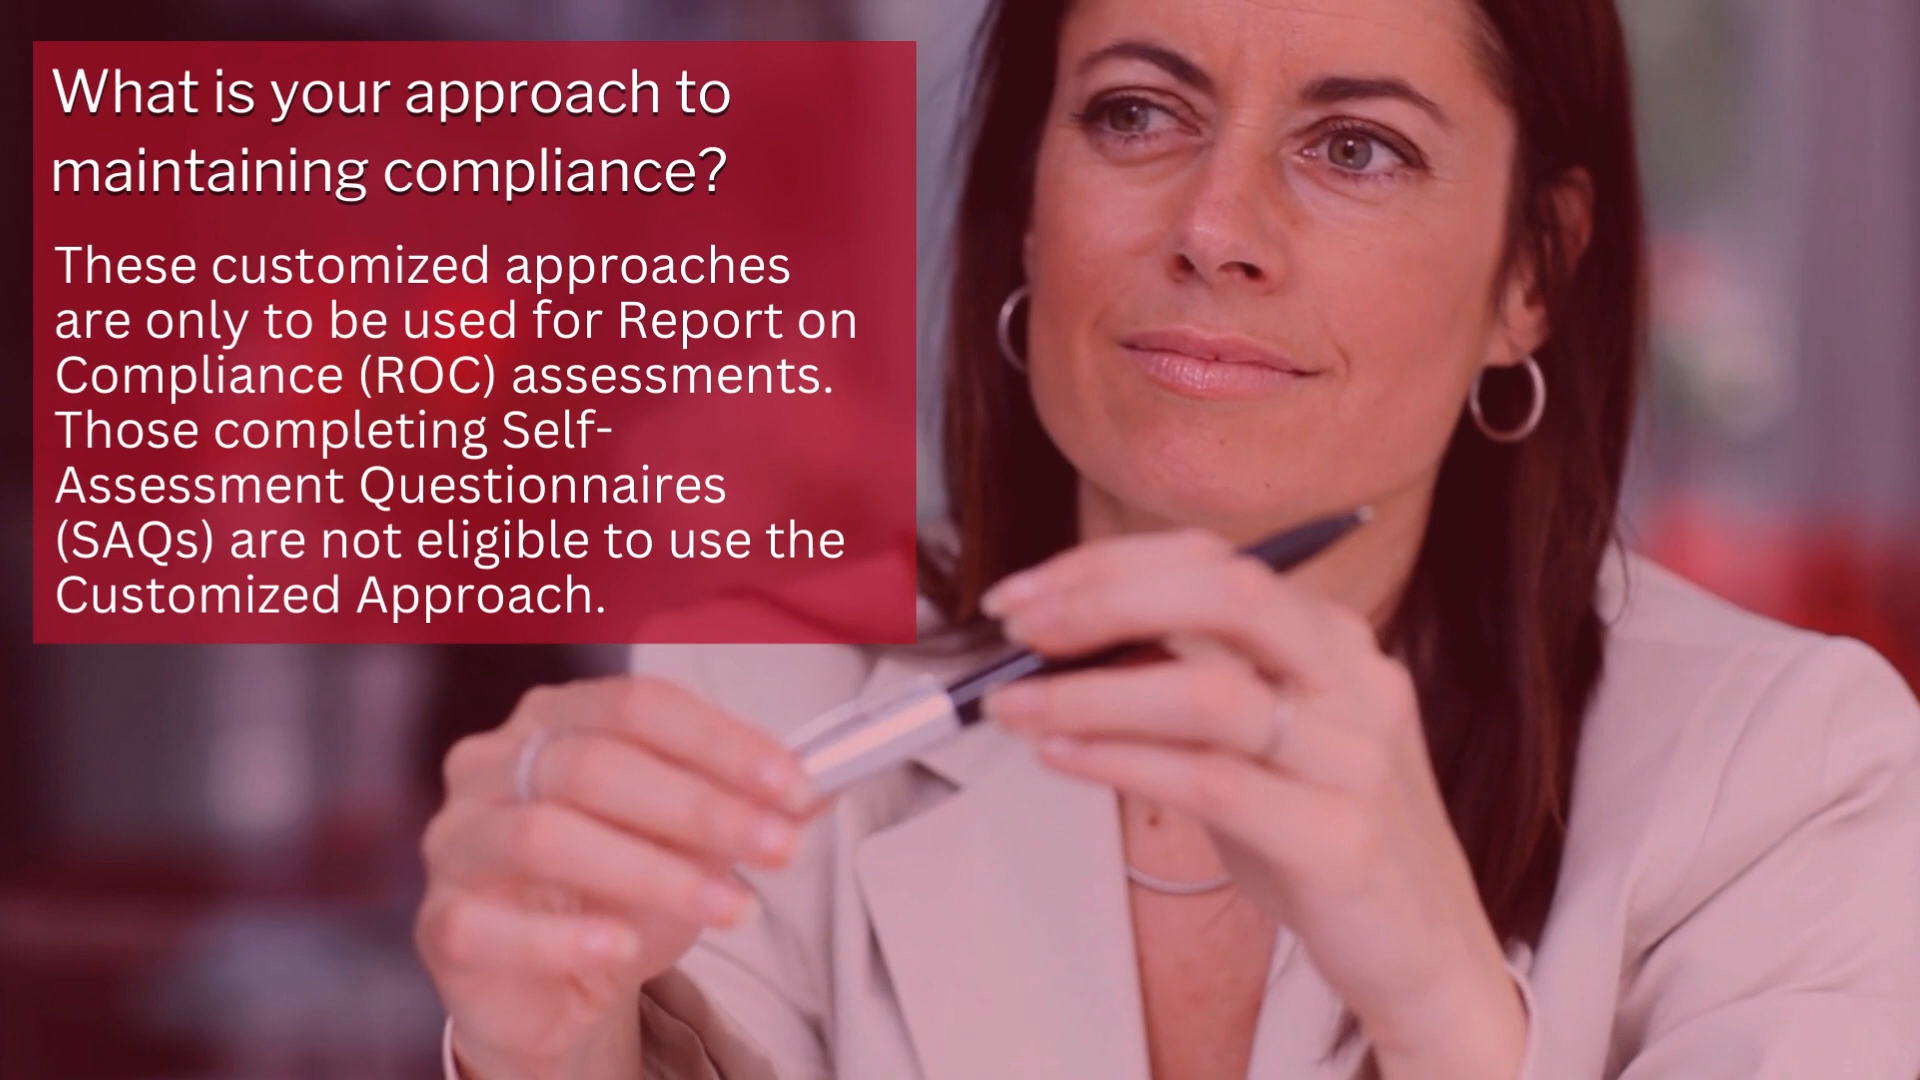 What is your approach to
maintaining compliance?
These customized approaches
are only to be used for Report on
Compliance (ROC) assessments.
Those completing Self-
Assessment Questionnaires
(SAQs) are not eligible to use the
Customized Approach.